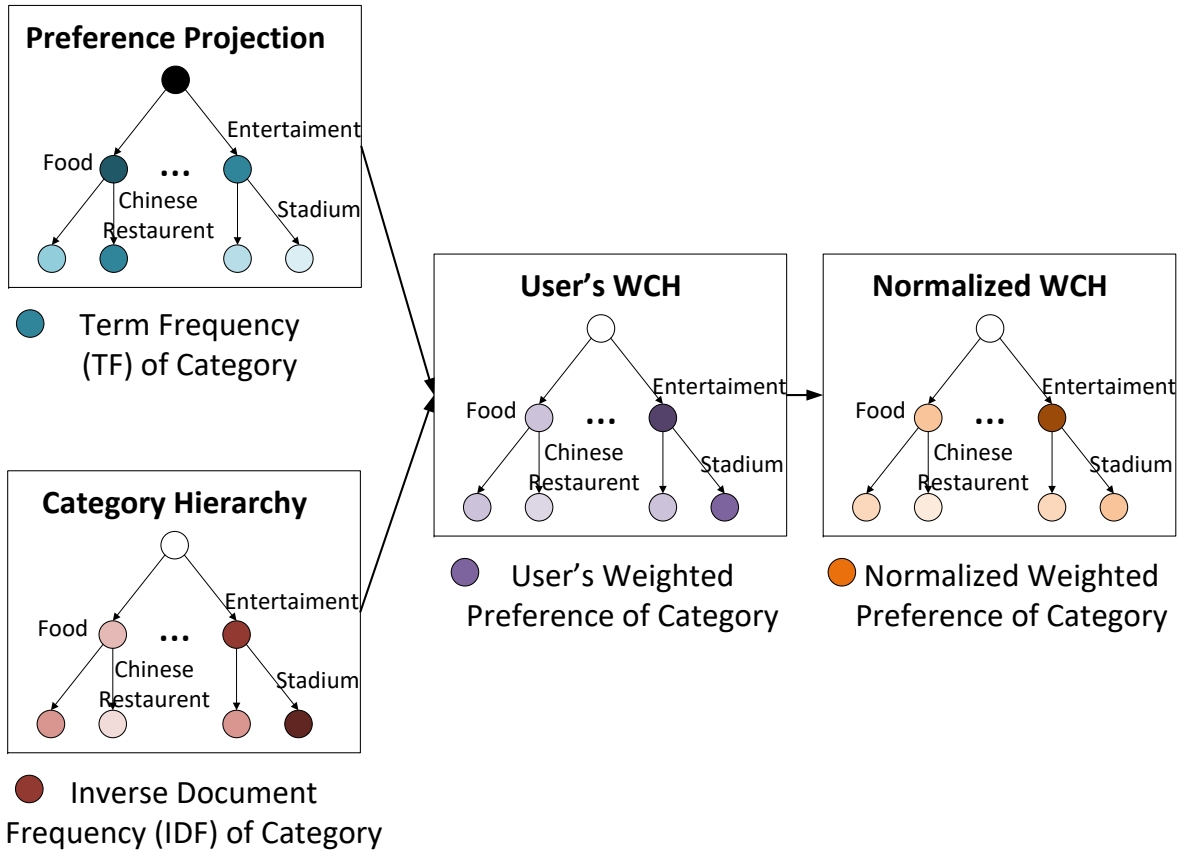 Preference Projection
Entertaiment
Food
...
Chinese
Restaurent
Stadium
Term Frequency
(TF) of Category
Category Hierarchy
Entertaiment
Food
...
Chinese
Restaurent
Stadium
Inverse Document
Frequency (IDF) of Category
User's WCH
Entertaiment
Food
...
Chinese
Restaurent
Stadium
User's Weighted
Preference of Category
Normalized WCH
Entertaiment
Food
...
Chinese
Restaurent
Stadium
Normalized Weighted
Preference of Category